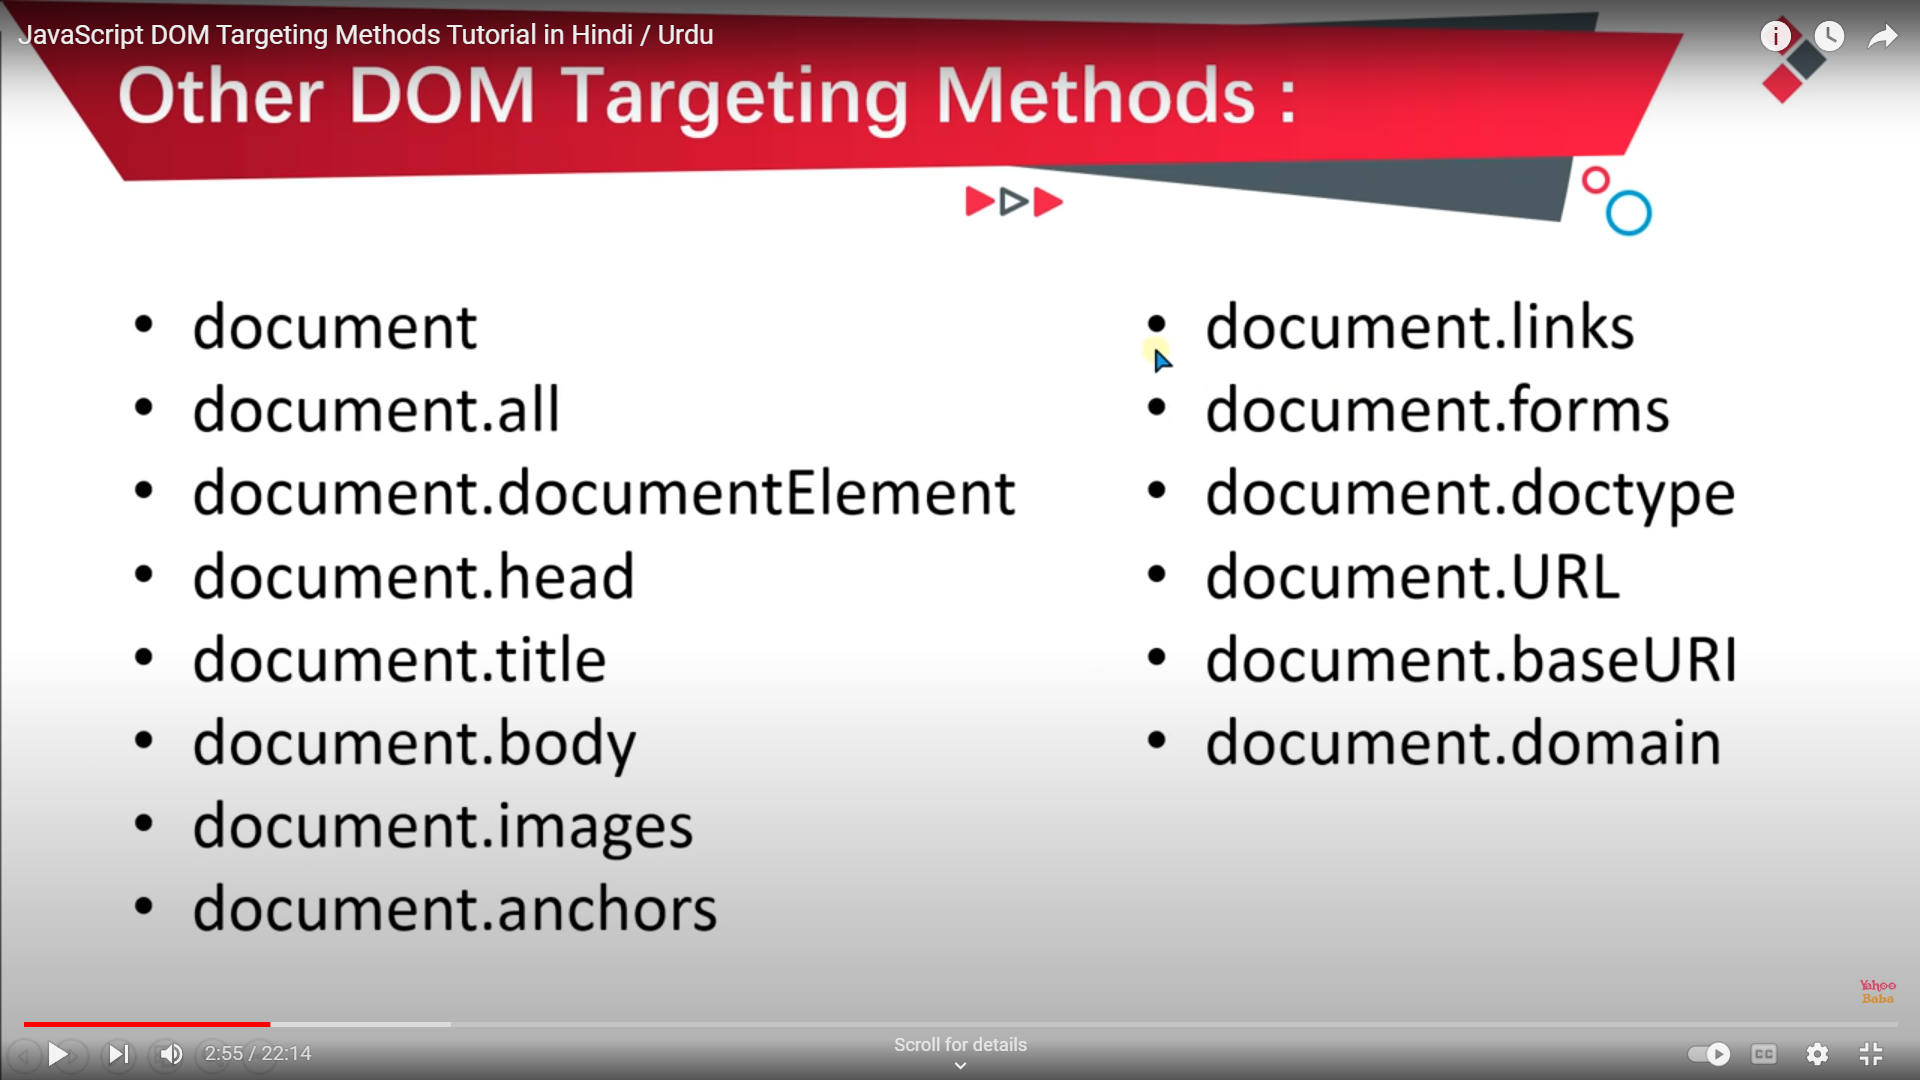 JavaScript DOM Targeting Methods Tutorial in Hindi / Urdu
Other DOM Targeting Methods :
• document
• document.all
• document.documentElement
• document.head
• document.title
• document.body
• document.images
• document.anchors
• document.links
• document.forms
• document.doctype
• document.URL
• document.baseURI
• document.domain
Yahoo
Baba
2:55 / 22:14
Scroll for details
CC